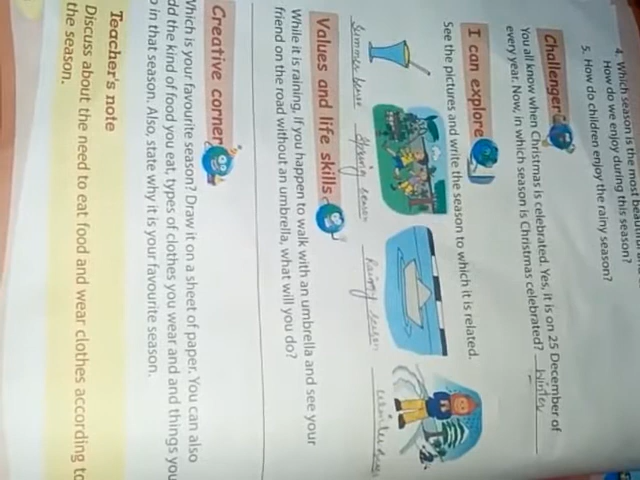 4. Which season is the most
How do we enjoy during this season?
5. How do children enjoy the rainy season?
Challenger
You all know when Christmas is celebrated. Yes, it is on 25 December of
every year. Now, in which season is Christmas celebrated? winter
I can explore
See the pictures and write the season to which it is related.
Summer season Spring season Rainy season winter
Values and life skills
While it is raining, if you happen to walk with an umbrella and see your
friend on the road without an umbrella, what will you do?
Creative corner
Which is your favourite season? Draw it on a sheet of paper. You can also
add the kind of food you eat, types of clothes you wear and and things you
in that season. Also, state why it is your favourite season.
Teacher's note
Discuss about the need to eat food and wear clothes according to
the season.